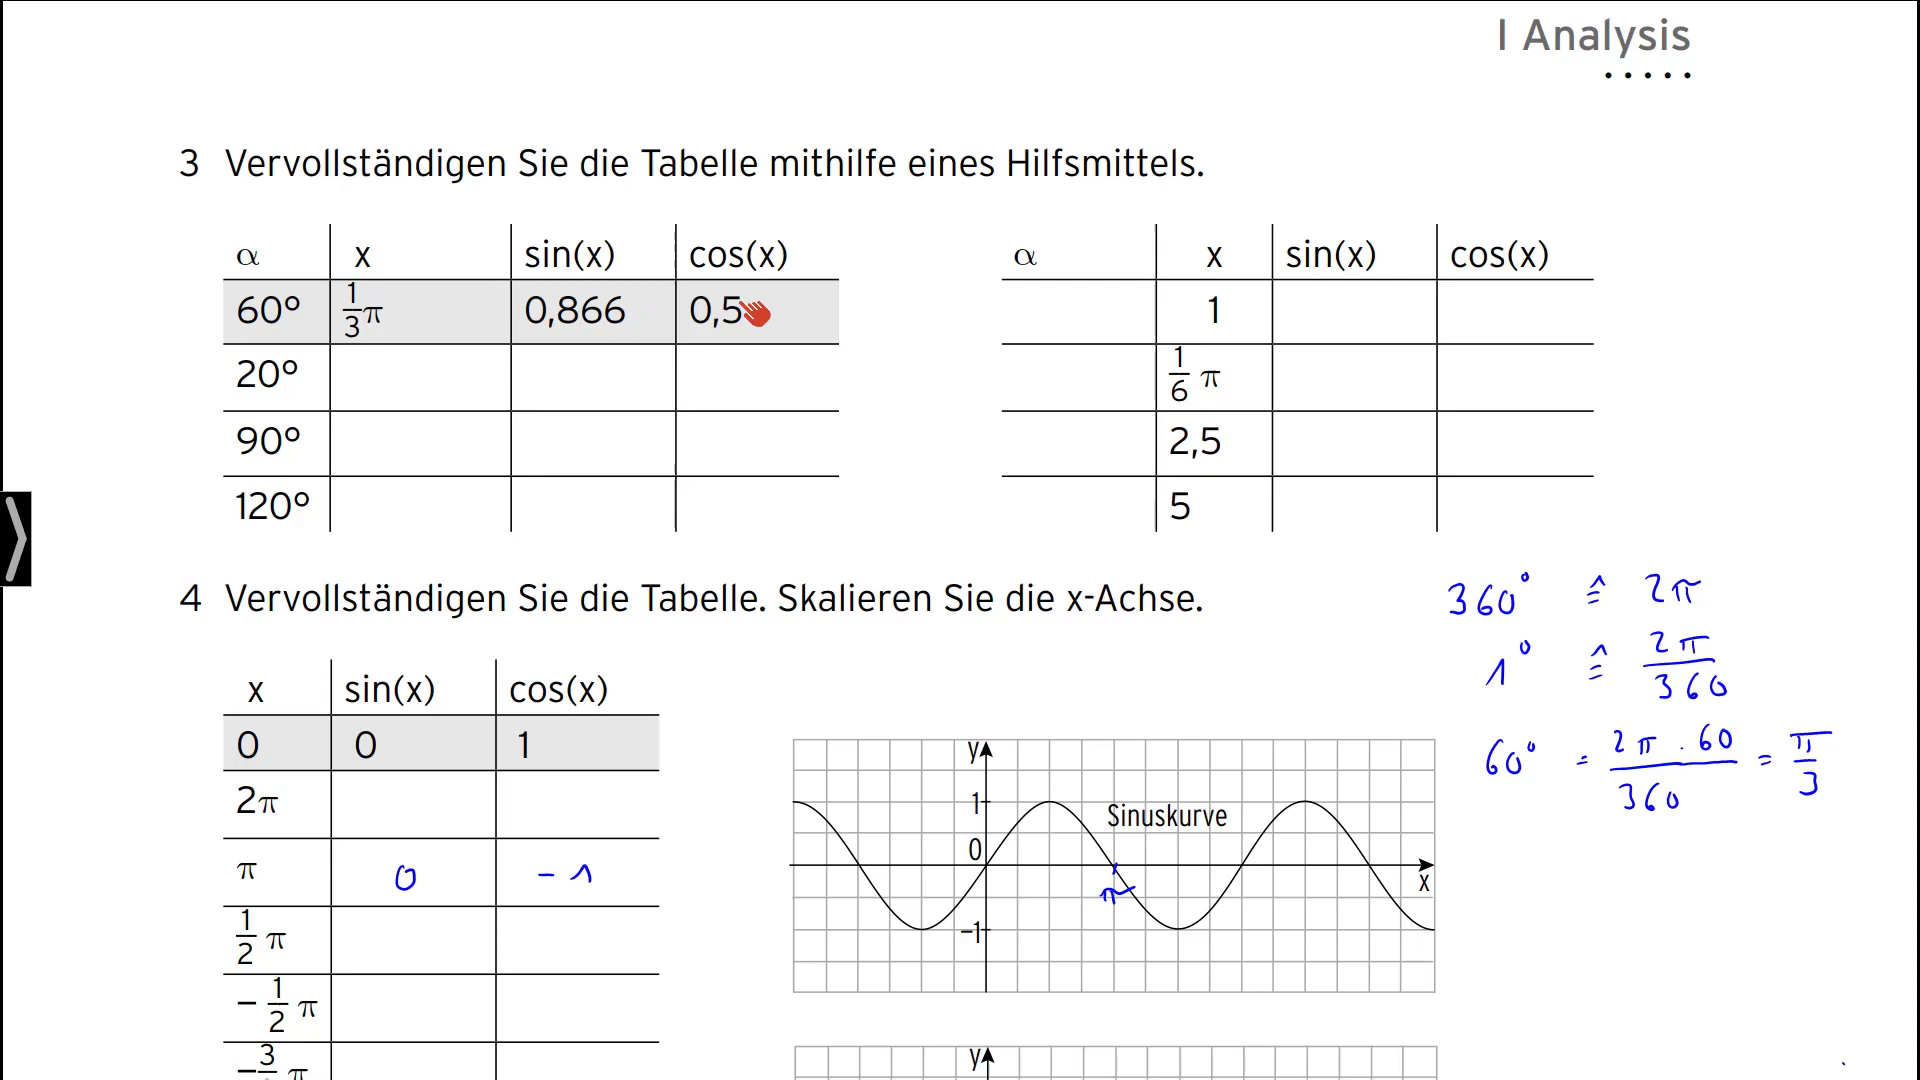 I Analysis
3 Vervollständigen Sie die Tabelle mithilfe eines Hilfsmittels.
α x sin(x) cos(x)
60° 1/3 π 0,866 0,5
20°
90°
120°
α x sin(x) cos(x)
1
1/6 π
2,5
5
4 Vervollständigen Sie die Tabelle. Skalieren Sie die x-Achse.
x sin(x) cos(x)
0 0 1
2π
π 0 -1
1/2 π
-1/2 π
360° ≙ 2π
1° ≙ 2π/360
60° = 2π · 60/360 = π/3
y
1
Sinuskurve
0
x
π
-1
y